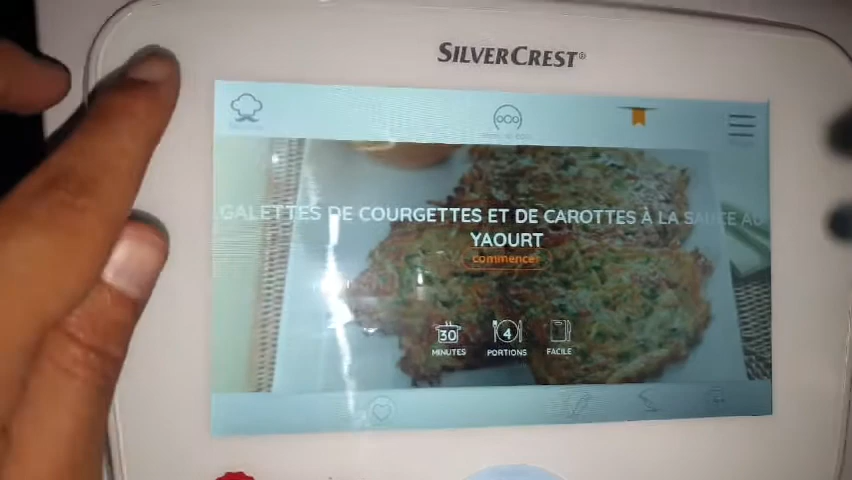 SILVERCREST®
GALETTES DE COURGETTES ET DE CAROTTES À LA SAUCE AU
YAOURT
commencer
30
4
MINUTES
PORTIONS
FACILE